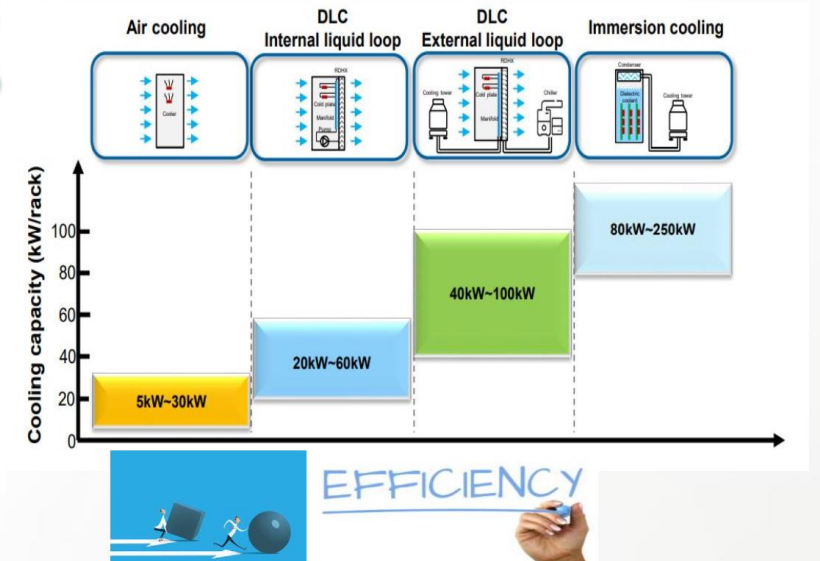 Air cooling
DLC
Internal liquid loop
DLC
External liquid loop
Immersion cooling
Cooler
RDHX
Cold plate
Manifold
Pump
Cooling tower
RDHX
Cold plate
Manifold
Chiller
Condenser
Dielectric
coolant
Cooling tower
Cooling capacity (kW/rack)
100
80
60
40
20
0
5kW~30kW
20kW~60kW
40kW~100kW
80kW~250kW
EFFICIENCY